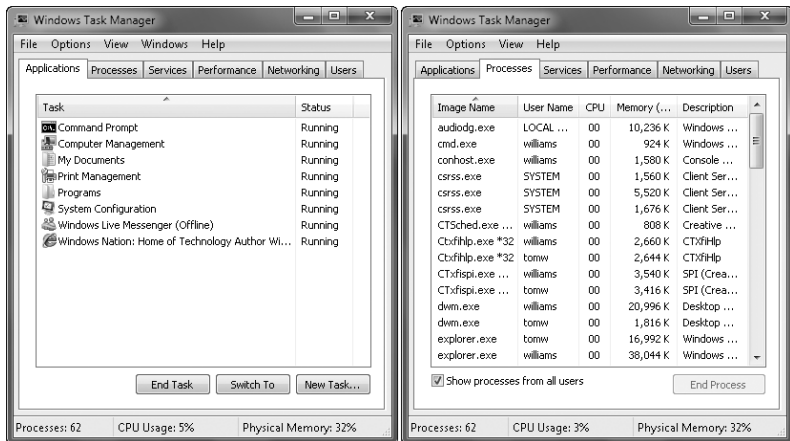 Windows Task Manager
File Options View Windows Help
Applications Processes Services Performance Networking Users
Task Status
Command Prompt Running
Computer Management Running
My Documents Running
Print Management Running
Programs Running
System Configuration Running
Windows Live Messenger (Offline) Running
Windows Nation: Home of Technology Author Wi... Running
End Task Switch To New Task...
Processes: 62 CPU Usage: 5% Physical Memory: 32%
Windows Task Manager
File Options View Help
Applications Processes Services Performance Networking Users
Image Name User Name CPU Memory (... Description
audiodg.exe LOCAL ... 00 10,236 K Windows ...
cmd.exe williams 00 924 K Windows ...
conhost.exe williams 00 1,580 K Console ...
csrss.exe SYSTEM 00 1,560 K Client Ser...
csrss.exe SYSTEM 00 5,520 K Client Ser...
csrss.exe SYSTEM 00 1,676 K Client Ser...
CTSched.exe ... williams 00 808 K Creative ...
Ctxfihlp.exe *32 williams 00 2,660 K CTXfiHlp
Ctxfihlp.exe *32 tomw 00 2,644 K CTXfiHlp
CTxfispi.exe ... williams 00 3,540 K SPI (Crea...
CTxfispi.exe ... tomw 00 3,416 K SPI (Crea...
dwm.exe williams 00 20,996 K Desktop ...
dwm.exe tomw 00 1,816 K Desktop ...
explorer.exe tomw 00 16,992 K Windows ...
explorer.exe williams 00 38,044 K Windows ...
Show processes from all users End Process
Processes: 62 CPU Usage: 3% Physical Memory: 32%